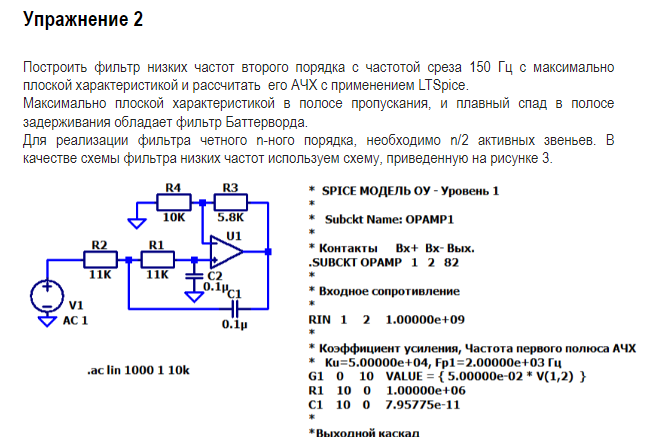 Упражнение 2
Построить фильтр низких частот второго порядка с частотой среза 150 Гц с максимально
плоской характеристикой и рассчитать его АЧХ с применением LTSpice.
Максимально плоской характеристикой в полосе пропускания, и плавный спад в полосе
задерживания обладает фильтр Баттерворда.
Для реализации фильтра четного n-ного порядка, необходимо n/2 активных звеньев. В
качестве схемы фильтра низких частот используем схему, приведенную на рисунке 3.
R4
10K
R3
5.8K
U1
R2
11K
R1
11K
C2
0.1µ
C1
0.1µ
V1
AC 1
.ac lin 1000 1 10k
* SPICE МОДЕЛЬ ОУ - Уровень 1
*
* Subckt Name: OPAMP1
*
* Контакты Вх+ Вх- Вых.
.SUBCKT OPAMP 1 2 82
*
* Входное сопротивление
*
RIN 1 2 1.00000e+09
*
* Коэффициент усиления, Частота первого полюса АЧХ
* Ku=5.00000e+04, Fp1=2.00000e+03 Гц
G1 0 10 VALUE = { 5.00000e-02 * V(1,2) }
R1 10 0 1.00000e+06
C1 10 0 7.95775e-11
*
*Выходной каскад